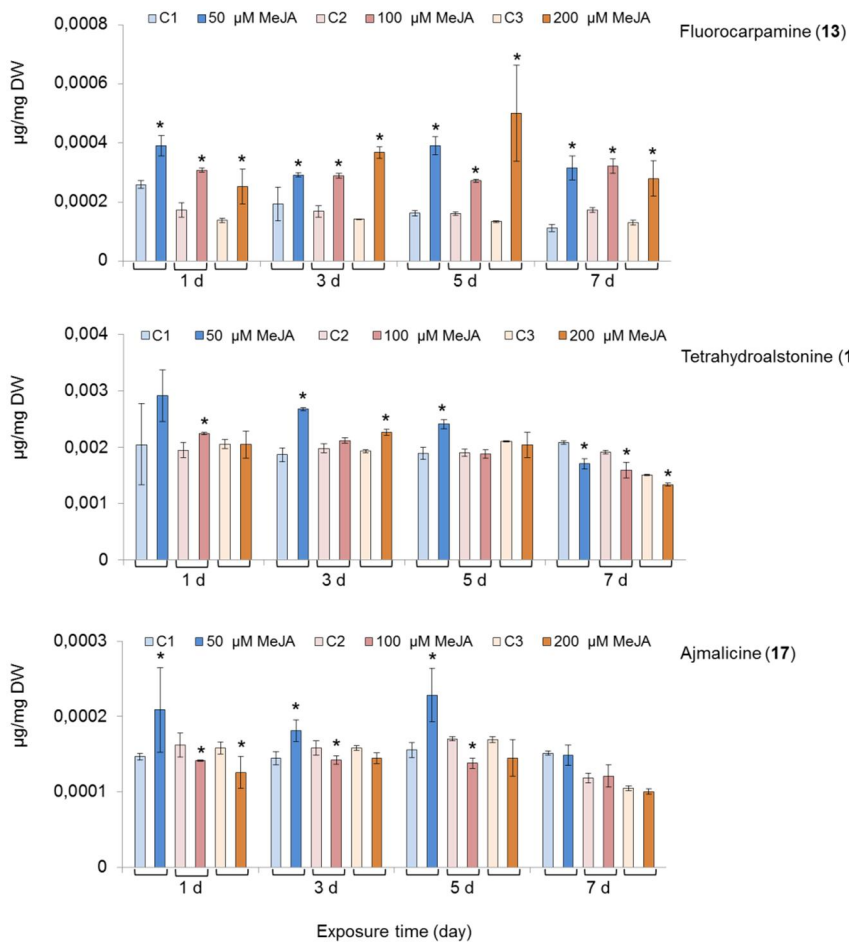 0,0008
C1 50 µM MeJA C2 100 µM MeJA C3 200 µM MeJA
Fluorocarpamine (13)
µg/mg DW
0,0006
0,0004
0,0002
0
* * * * * * * * * * * *
1 d 3 d 5 d 7 d
0,004
C1 50 µM MeJA C2 100 µM MeJA C3 200 µM MeJA
Tetrahydroalstonine (1
µg/mg DW
0,003
0,002
0,001
0
* * * * * * *
1 d 3 d 5 d 7 d
0,0003
C1 50 µM MeJA C2 100 µM MeJA C3 200 µM MeJA
Ajmalicine (17)
µg/mg DW
0,0002
0,0001
0
* * * * * * *
1 d 3 d 5 d 7 d
Exposure time (day)